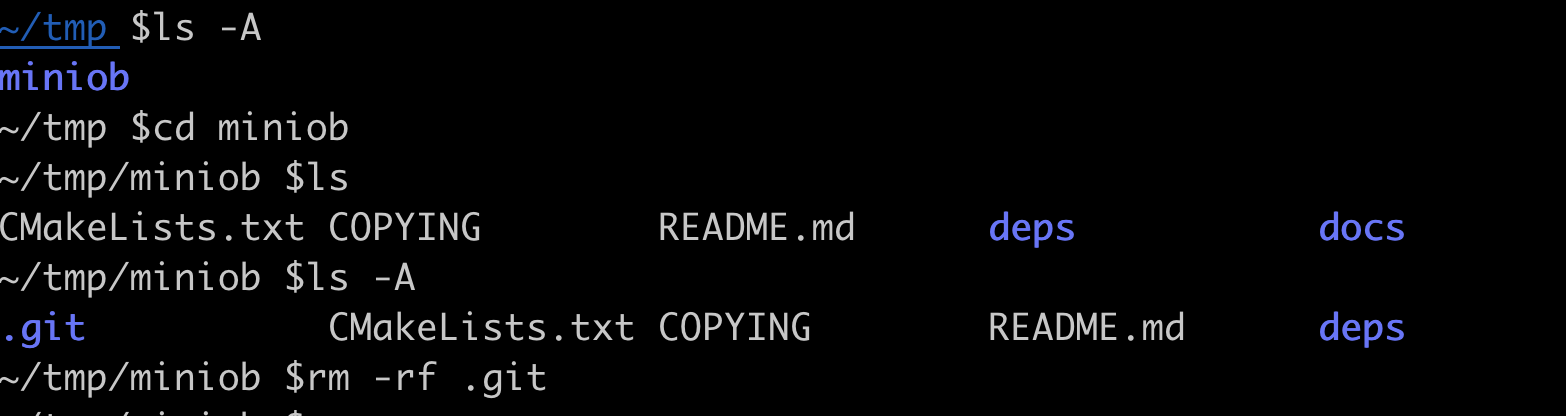 ~/tmp $ls -A
miniob
~/tmp $cd miniob
~/tmp/miniob $ls
CMakeLists.txt COPYING README.md deps docs
~/tmp/miniob $ls -A
.git CMakeLists.txt COPYING README.md deps
~/tmp/miniob $rm -rf .git